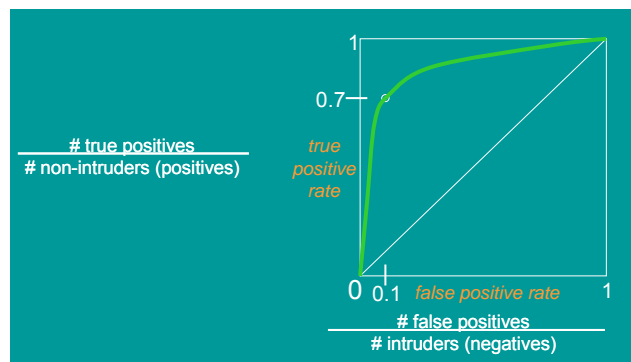 # true positives
# non-intruders (positives)
1
0.7
true
positive
rate
0
0.1
false positive rate
1
# false positives
# intruders (negatives)